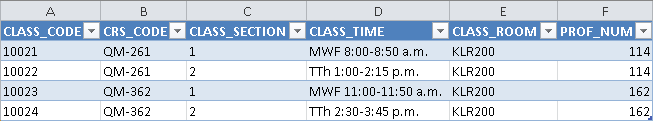 A B C D E F
CLASS_CODE CRS_CODE CLASS_SECTION CLASS_TIME CLASS_ROOM PROF_NUM
10021 QM-261 1 MWF 8:00-8:50 a.m. KLR200 114
10022 QM-261 2 TTh 1:00-2:15 p.m. KLR200 114
10023 QM-362 1 MWF 11:00-11:50 a.m. KLR200 162
10024 QM-362 2 TTh 2:30-3:45 p.m. KLR200 162